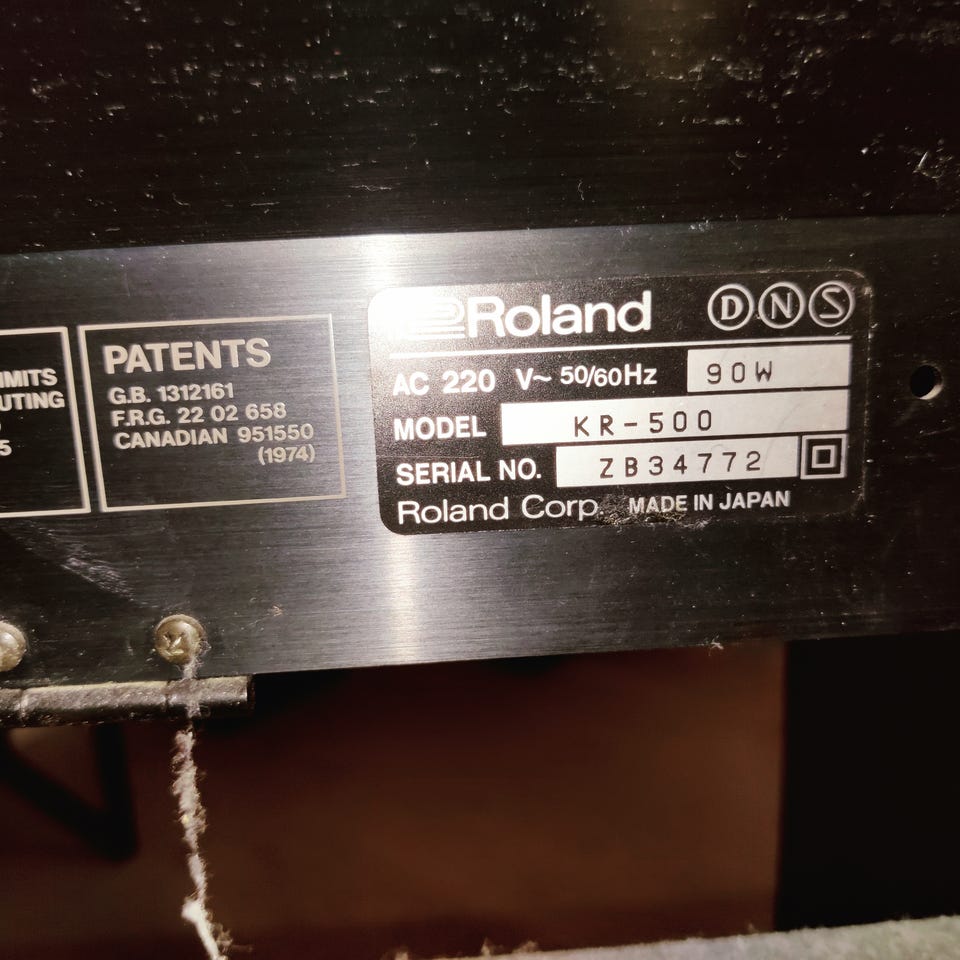 IMITS
UTING
5
PATENTS
G.B. 1312161
F.R.G. 22 02 658
CANADIAN 951550
(1974)
Roland D N S
AC 220 V~ 50/60Hz 90W
MODEL KR-500
SERIAL NO. ZB34772
Roland Corp. MADE IN JAPAN